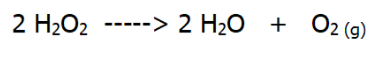 2 H₂O₂ -----> 2 H₂O + O₂ (g)